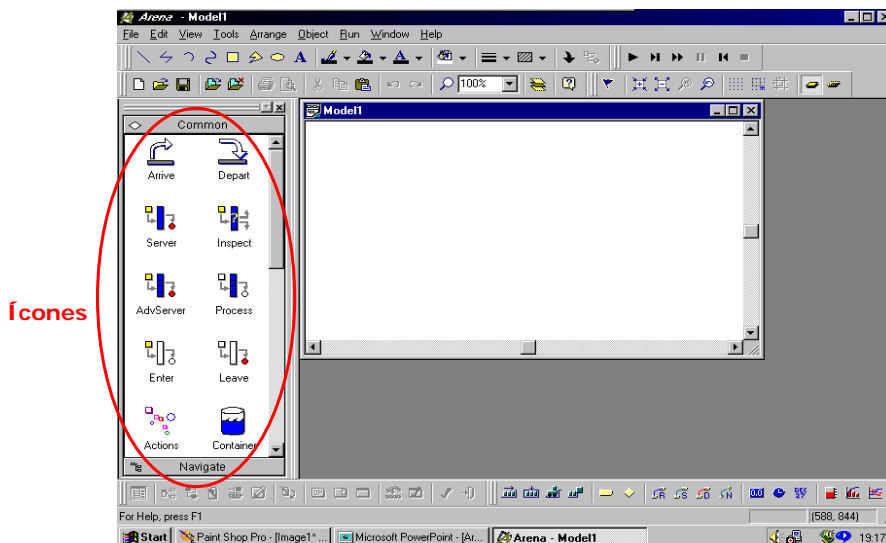 Arena - Model1
File Edit View Tools Arrange Object Run Window Help
A A
100%
Common
Model1
Arrive Depart
Server Inspect
AdvServer Process
Enter Leave
Actions Container
Navigate
Ícones
For Help, press F1
(588, 844)
Start Paint Shop Pro - [Image1* ... Microsoft PowerPoint - [Ar... Arena - Model1 19:17